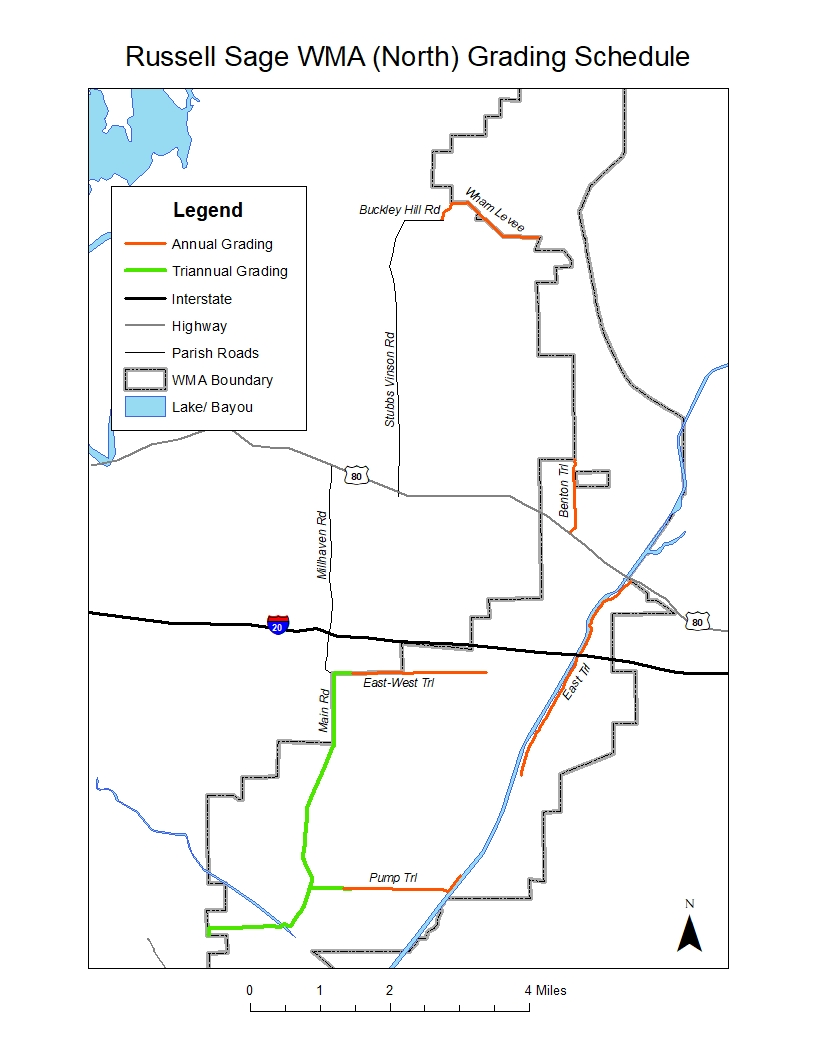 Russell Sage WMA (North) Grading Schedule
Buckley Hill Rd
Wham Levee
Legend
Annual Grading
Triannual Grading
Interstate
Highway
Parish Roads
WMA Boundary
Lake/ Bayou
Stubbs Vinson Rd
80
Benton Trl
Millhaven Rd
20
80
East-West Trl
East Trl
Main Rd
Pump Trl
N
0 1 2 4 Miles